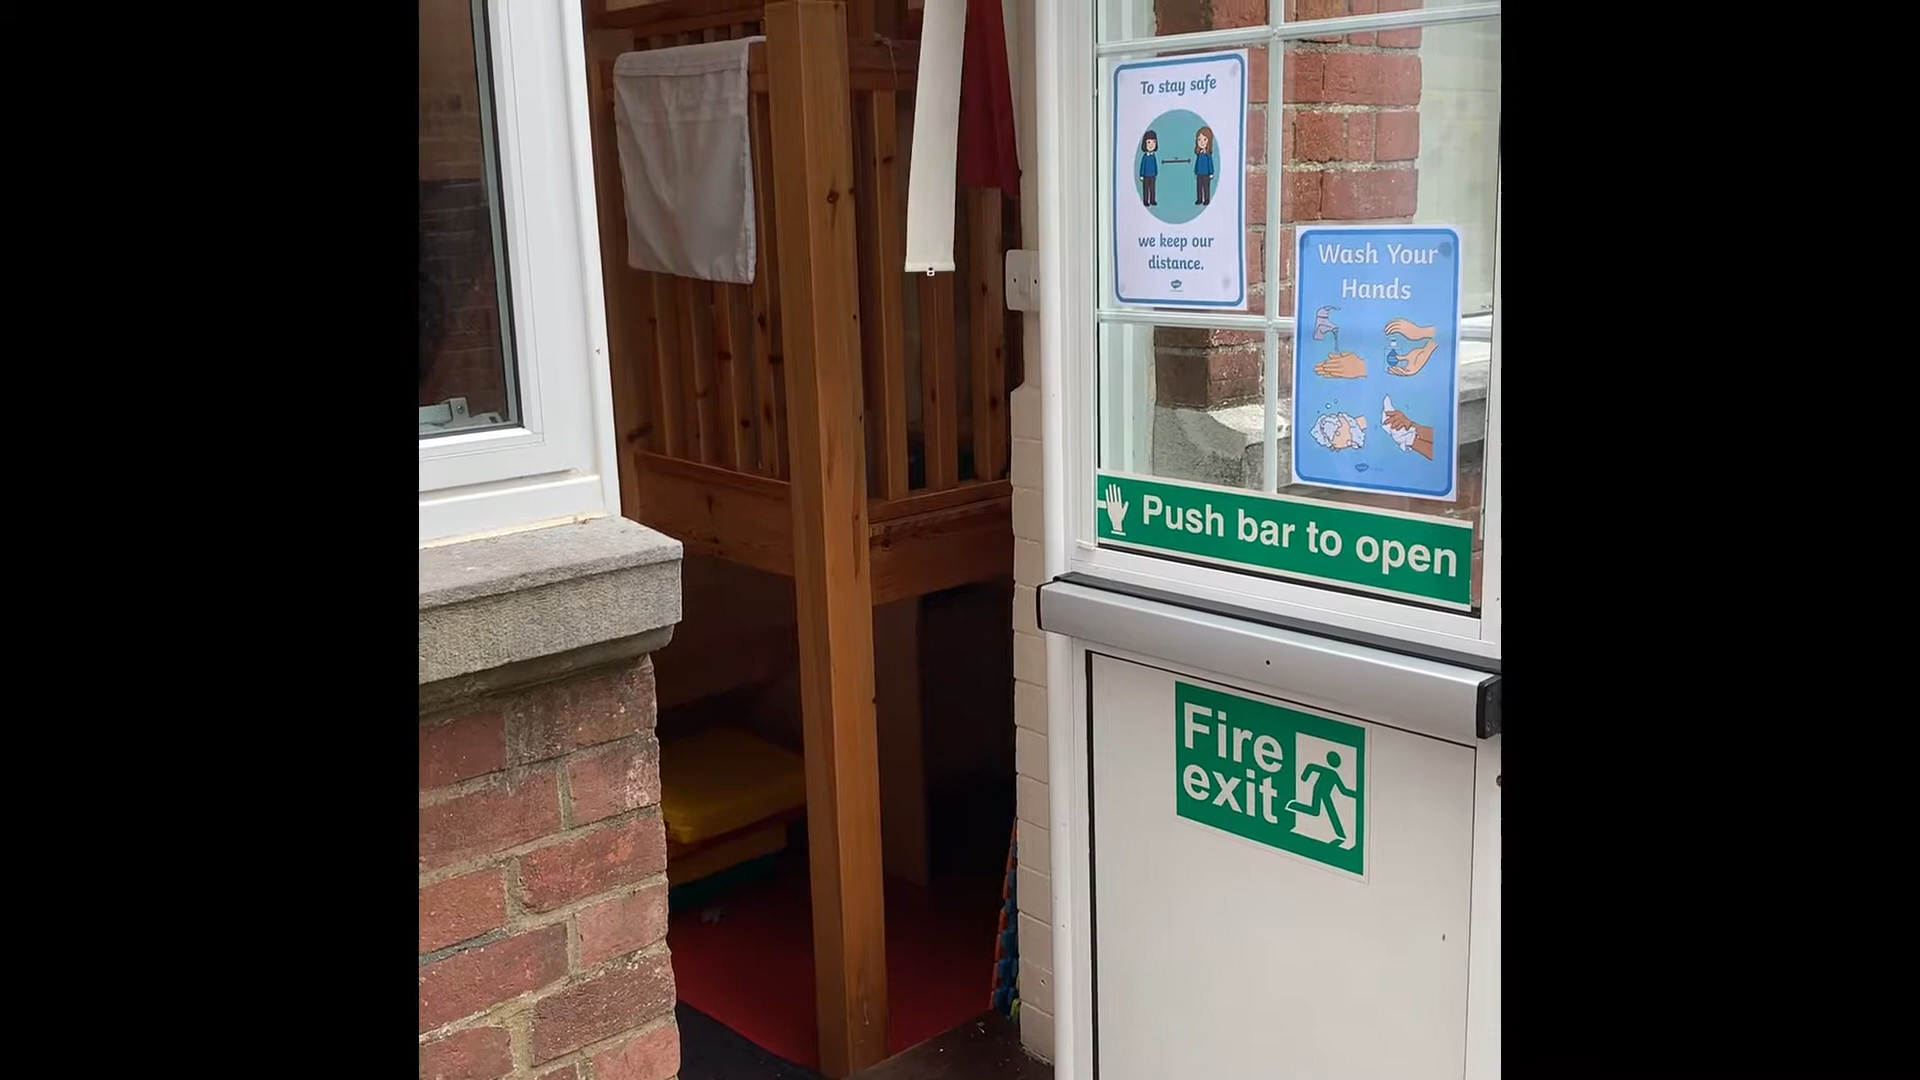 To stay safe
we keep our
distance.
Wash Your
Hands
Push bar to open
Fire
exit